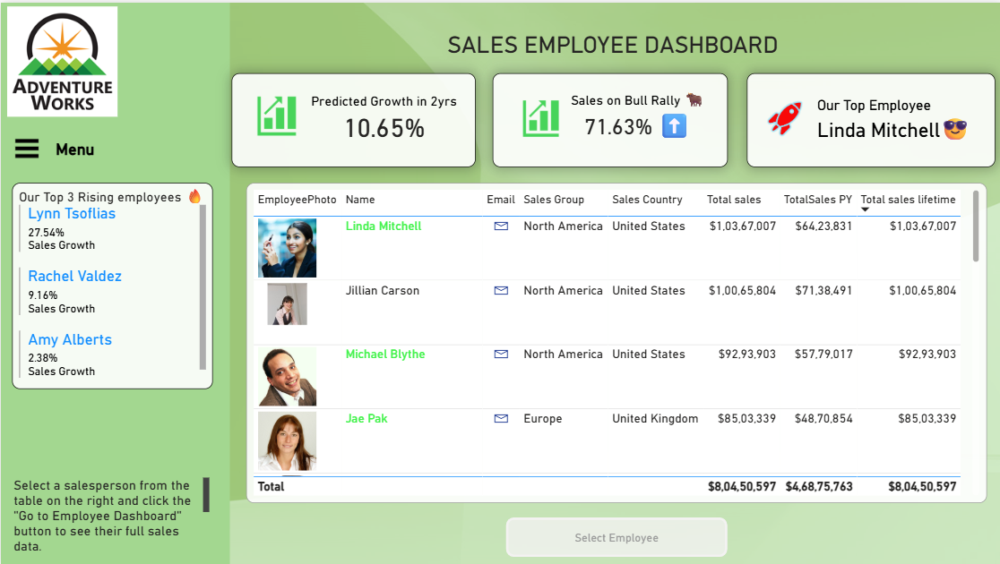 ADVENTURE
WORKS
SALES EMPLOYEE DASHBOARD
Predicted Growth in 2yrs
10.65%
Sales on Bull Rally 🐂
71.63% ⬆️
Our Top Employee
Linda Mitchell 😎
Menu
Our Top 3 Rising employees 🔥
Lynn Tsoflias
27.54%
Sales Growth
Rachel Valdez
9.16%
Sales Growth
Amy Alberts
2.38%
Sales Growth
EmployeePhoto Name Email Sales Group Sales Country Total sales TotalSales PY Total sales lifetime
Linda Mitchell North America United States $1,03,67,007 $64,23,831 $1,03,67,007
Jillian Carson North America United States $1,00,65,804 $71,38,491 $1,00,65,804
Michael Blythe North America United States $92,93,903 $57,79,017 $92,93,903
Jae Pak Europe United Kingdom $85,03,339 $48,70,854 $85,03,339
Total $8,04,50,597 $4,68,75,763 $8,04,50,597
Select a salesperson from the
table on the right and click the
"Go to Employee Dashboard"
button to see their full sales
data.
Select Employee